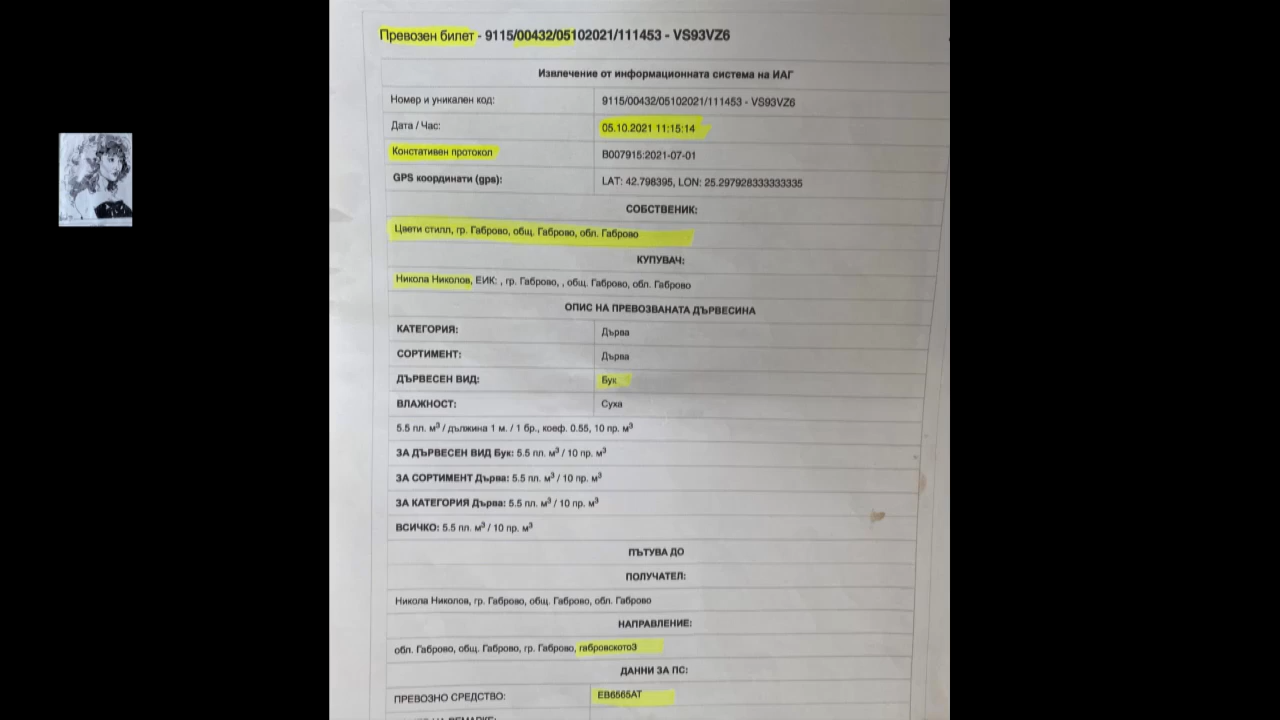 Превозен билет - 9115/00432/05102021/111453 - VS93VZ6
Извлечение от информационната система на ИАГ
Номер и уникален код: 9115/00432/05102021/111453 - VS93VZ6
Дата / Час: 05.10.2021 11:15:14
Констативен протокол B007915:2021-07-01
GPS координати (gps): LAT: 42.798395, LON: 25.297928333333335
СОБСТВЕНИК:
Цвети стилл, гр. Габрово, общ. Габрово, обл. Габрово
КУПУВАЧ:
Никола Николов, ЕИК: , гр. Габрово, , общ. Габрово, обл. Габрово
ОПИС НА ПРЕВОЗВАНАТА ДЪРВЕСИНА
КАТЕГОРИЯ: Дърва
СОРТИМЕНТ: Дърва
ДЪРВЕСЕН ВИД: Бук
ВЛАЖНОСТ: Суха
5.5 пл. м³ / дължина 1 м. / 1 бр., коеф. 0.55, 10 пр. м³
ЗА ДЪРВЕСЕН ВИД Бук: 5.5 пл. м³ / 10 пр. м³
ЗА СОРТИМЕНТ Дърва: 5.5 пл. м³ / 10 пр. м³
ЗА КАТЕГОРИЯ Дърва: 5.5 пл. м³ / 10 пр. м³
ВСИЧКО: 5.5 пл. м³ / 10 пр. м³
ПЪТУВА ДО
ПОЛУЧАТЕЛ:
Никола Николов, гр. Габрово, общ. Габрово, обл. Габрово
НАПРАВЛЕНИЕ:
обл. Габрово, общ. Габрово, гр. Габрово, габровското3
ДАННИ ЗА ПС:
ПРЕВОЗНО СРЕДСТВО: EB6565AT